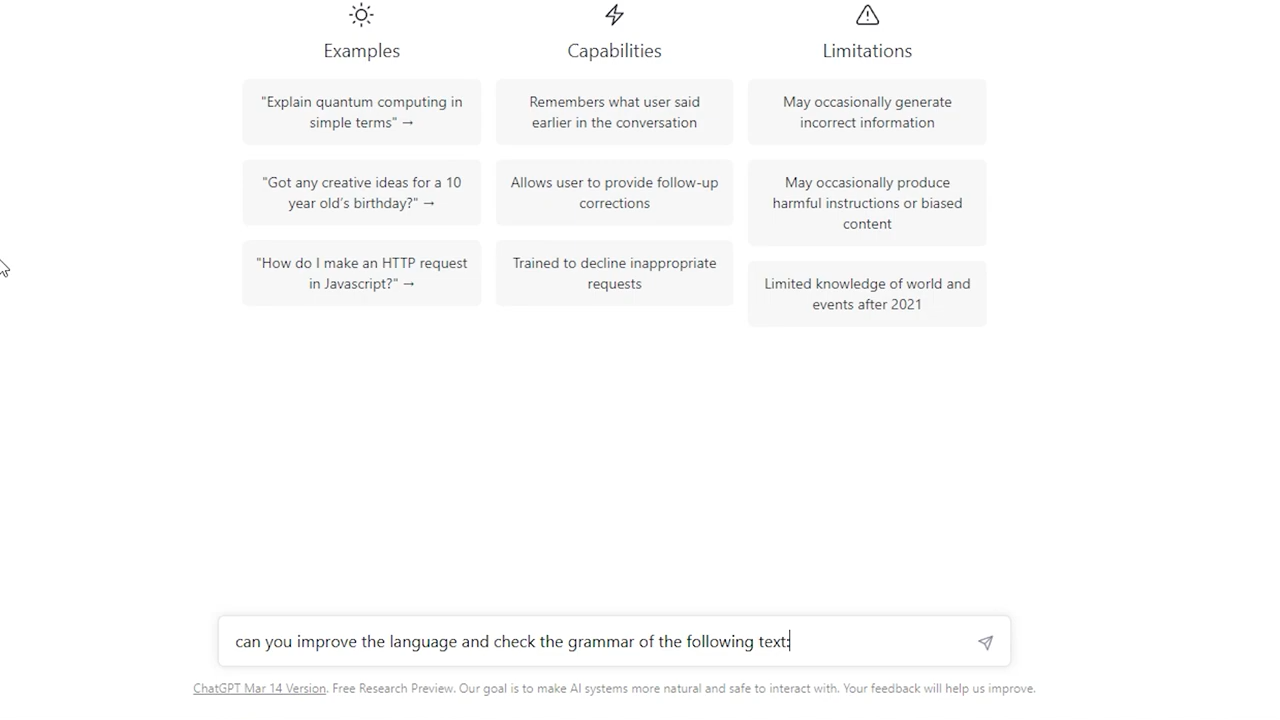 Examples
Capabilities
Limitations
"Explain quantum computing in
simple terms" →
Remembers what user said
earlier in the conversation
May occasionally generate
incorrect information
"Got any creative ideas for a 10
year old's birthday?" →
Allows user to provide follow-up
corrections
May occasionally produce
harmful instructions or biased
content
"How do I make an HTTP request
in Javascript?" →
Trained to decline inappropriate
requests
Limited knowledge of world and
events after 2021
can you improve the language and check the grammar of the following text:
ChatGPT Mar 14 Version. Free Research Preview. Our goal is to make AI systems more natural and safe to interact with. Your feedback will help us improve.